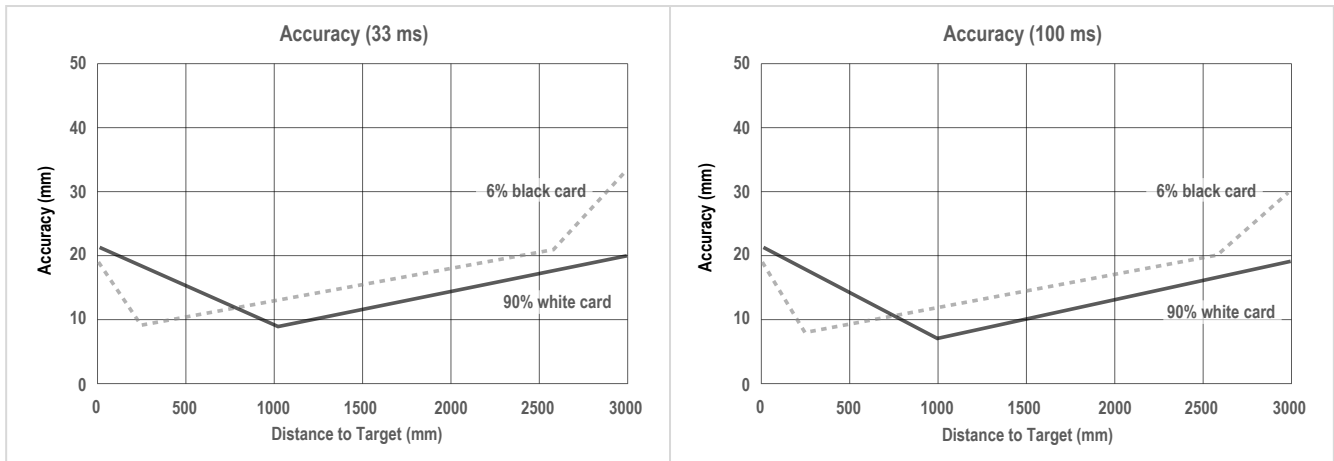 Accuracy (33 ms)
50
40
30
20
10
0
Accuracy (mm)
6% black card
90% white card
0 500 1000 1500 2000 2500 3000
Distance to Target (mm)
Accuracy (100 ms)
50
40
30
20
10
0
Accuracy (mm)
6% black card
90% white card
0 500 1000 1500 2000 2500 3000
Distance to Target (mm)